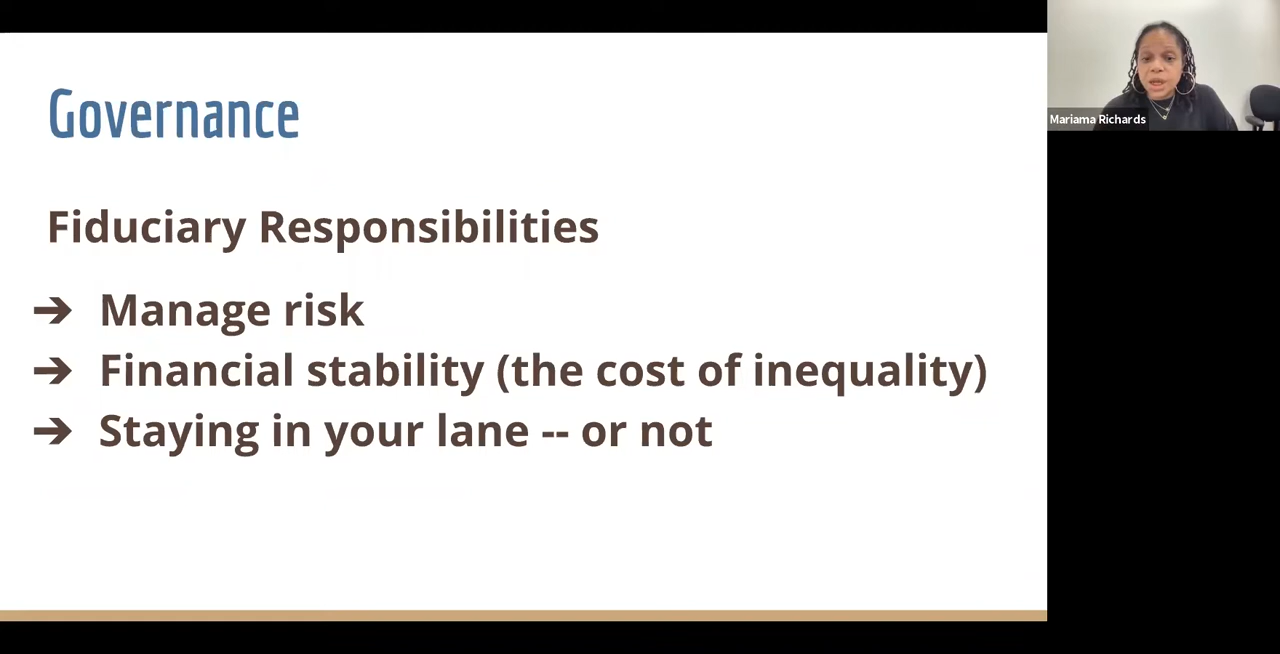 Governance
Mariama Richards
Fiduciary Responsibilities
➔ Manage risk
➔ Financial stability (the cost of inequality)
➔ Staying in your lane -- or not